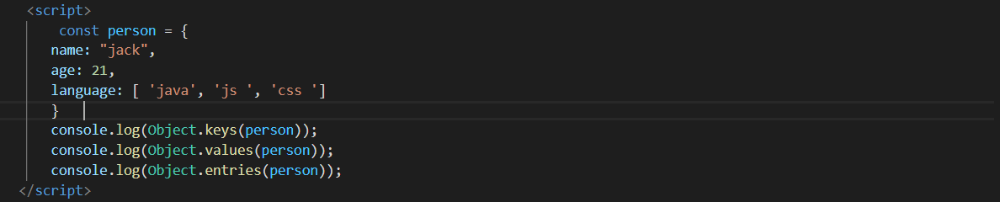 <script>
const person = {
name: "jack",
age: 21,
language: [ 'java', 'js ', 'css ']
}
console.log(Object.keys(person));
console.log(Object.values(person));
console.log(Object.entries(person));
</script>